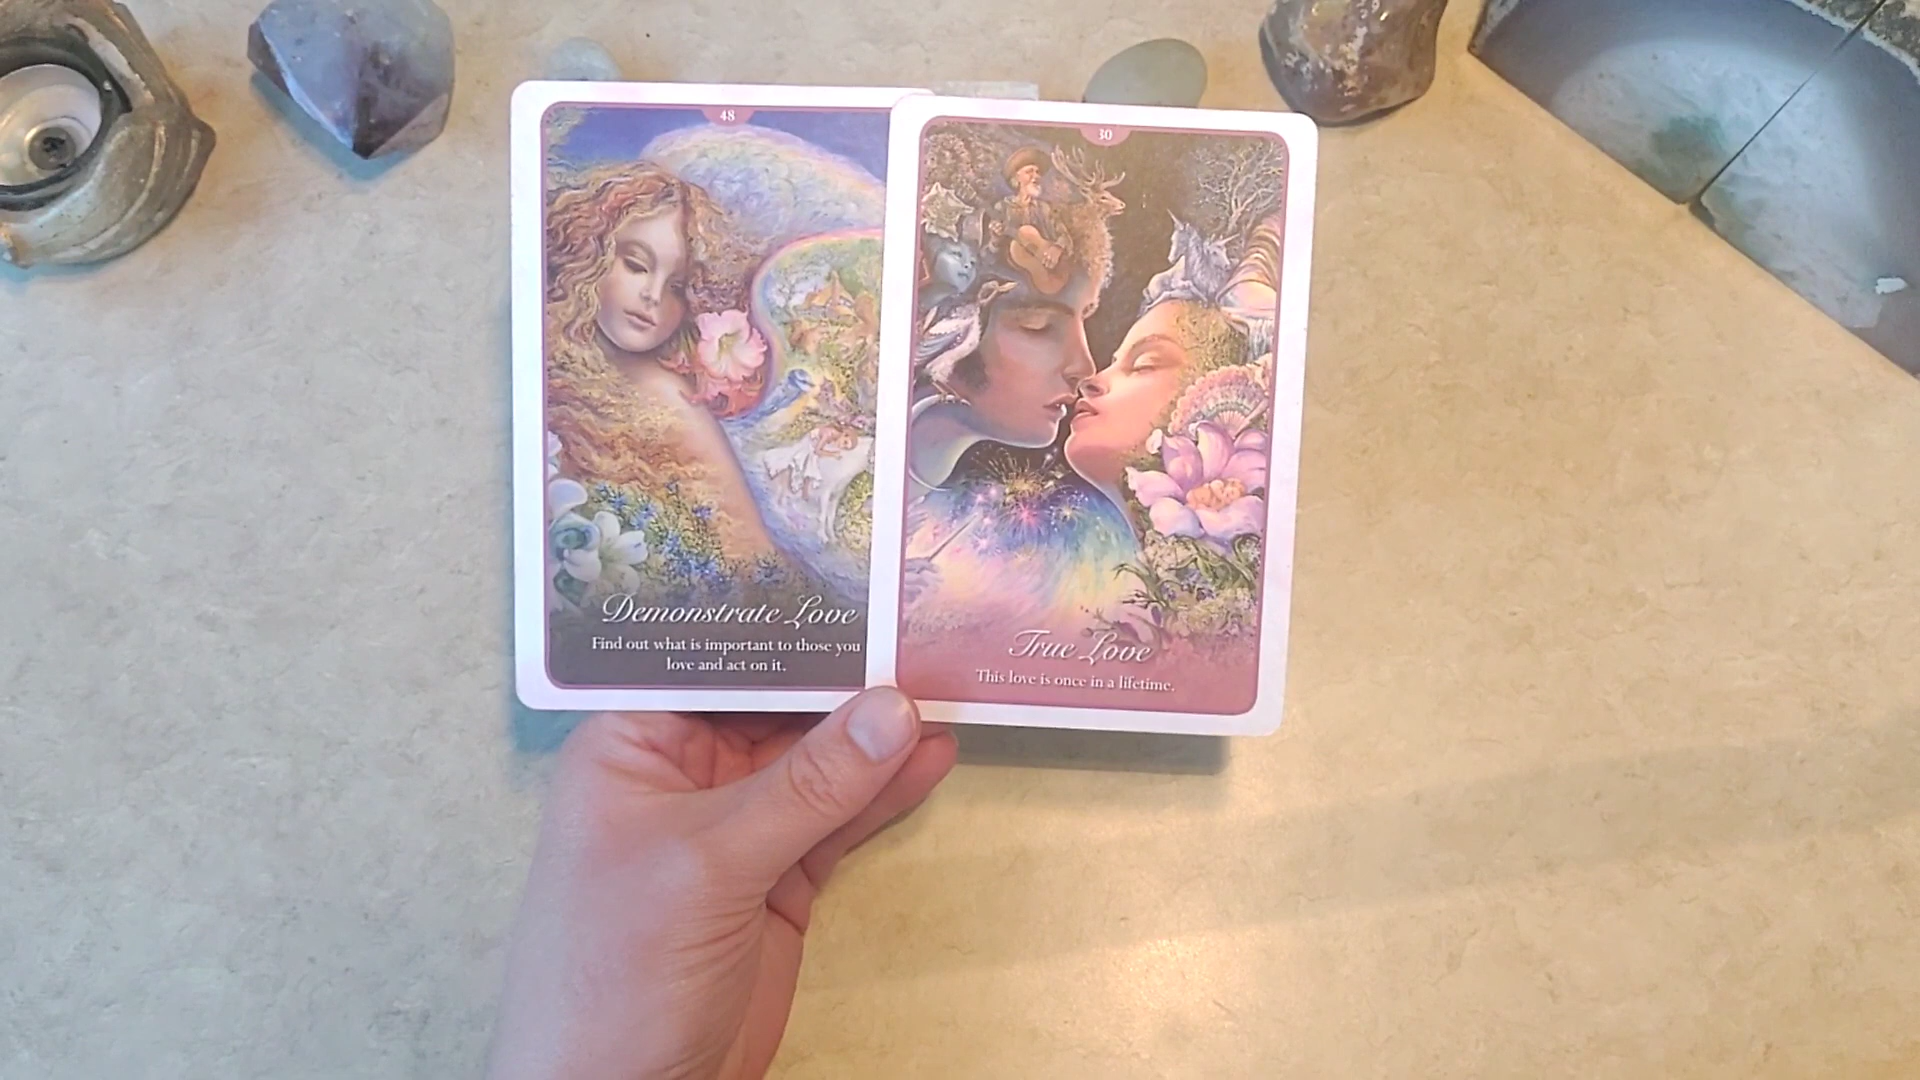 48
Demonstrate Love
Find out what is important to those you
love and act on it.
30
True Love
This love is once in a lifetime.